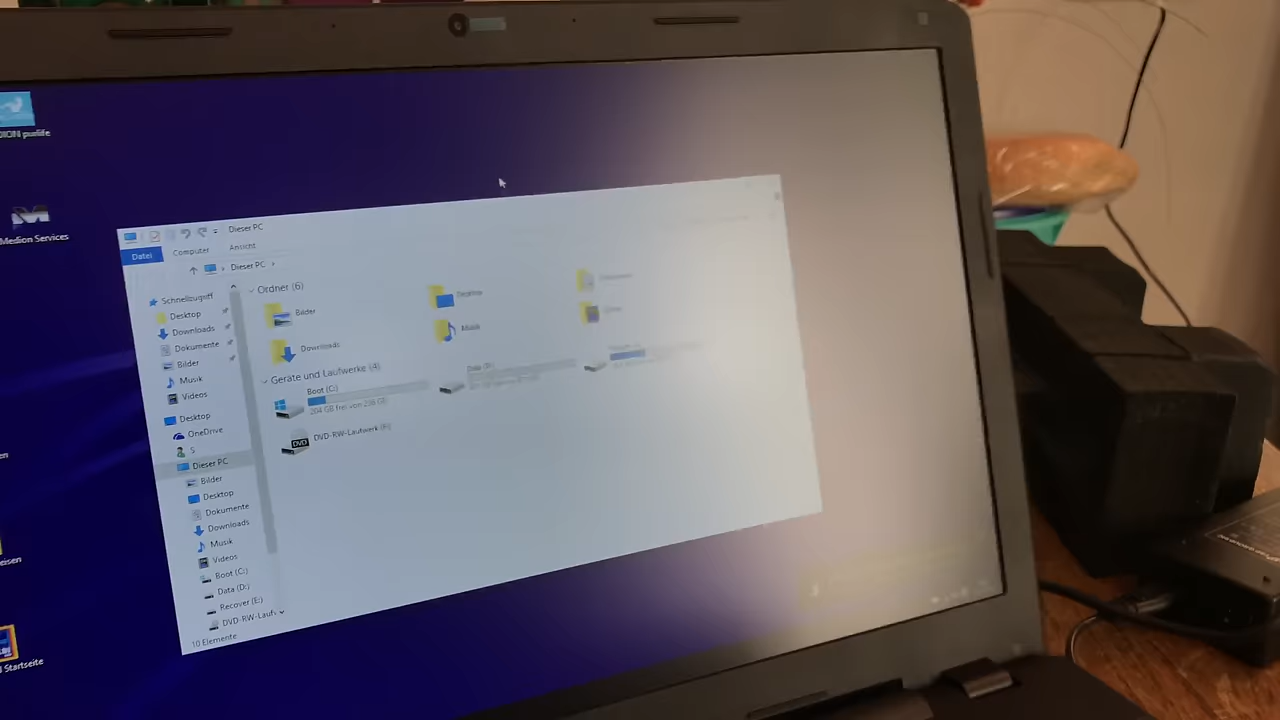 Medion Services
Startseite
Dieser PC
Datei
Computer
Ansicht
Dieser PC
Schnellzugriff
Desktop
Downloads
Dokumente
Bilder
Musik
Videos
Desktop
OneDrive
S
Dieser PC
Bilder
Desktop
Dokumente
Downloads
Musik
Videos
Boot (C:)
Data (D:)
Recover (E:)
DVD-RW-Lauf
10 Elemente
Ordner (6)
Bilder
Desktop
Downloads
Musik
Geräte und Laufwerke (4)
Boot (C:)
Data (D:)
DVD-RW-Laufwerk (F:)